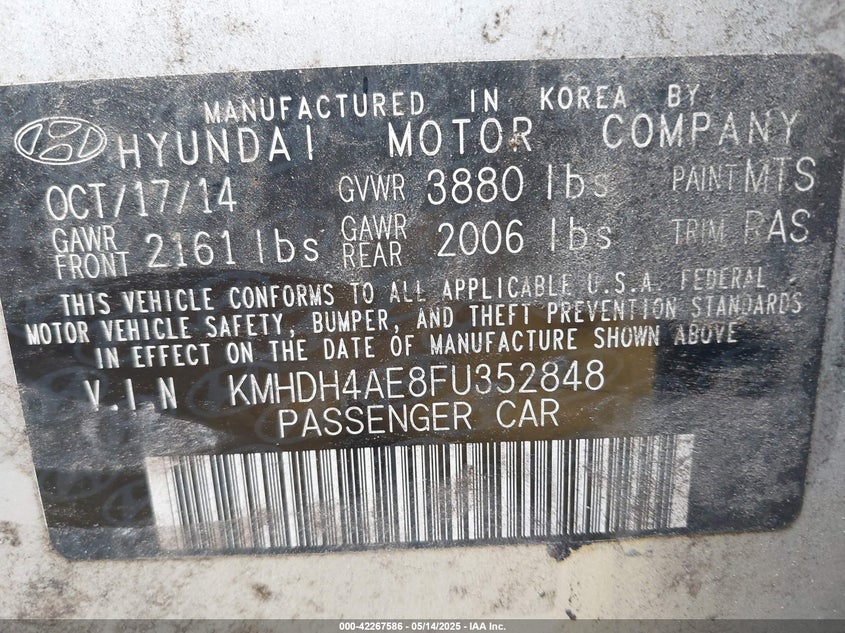 MANUFACTURED IN KOREA BY
HYUNDAI MOTOR COMPANY
OCT/17/14 GVWR 3880 lbs PAINT MTS
GAWR FRONT 2161 lbs GAWR REAR 2006 lbs TRIM RAS
THIS VEHICLE CONFORMS TO ALL APPLICABLE U.S.A. FEDERAL
MOTOR VEHICLE SAFETY, BUMPER, AND THEFT PREVENTION STANDARDS
IN EFFECT ON THE DATE OF MANUFACTURE SHOWN ABOVE
V.I.N KMHDH4AE8FU352848
PASSENGER CAR
000-42267586 - 05/14/2025 - IAA Inc.